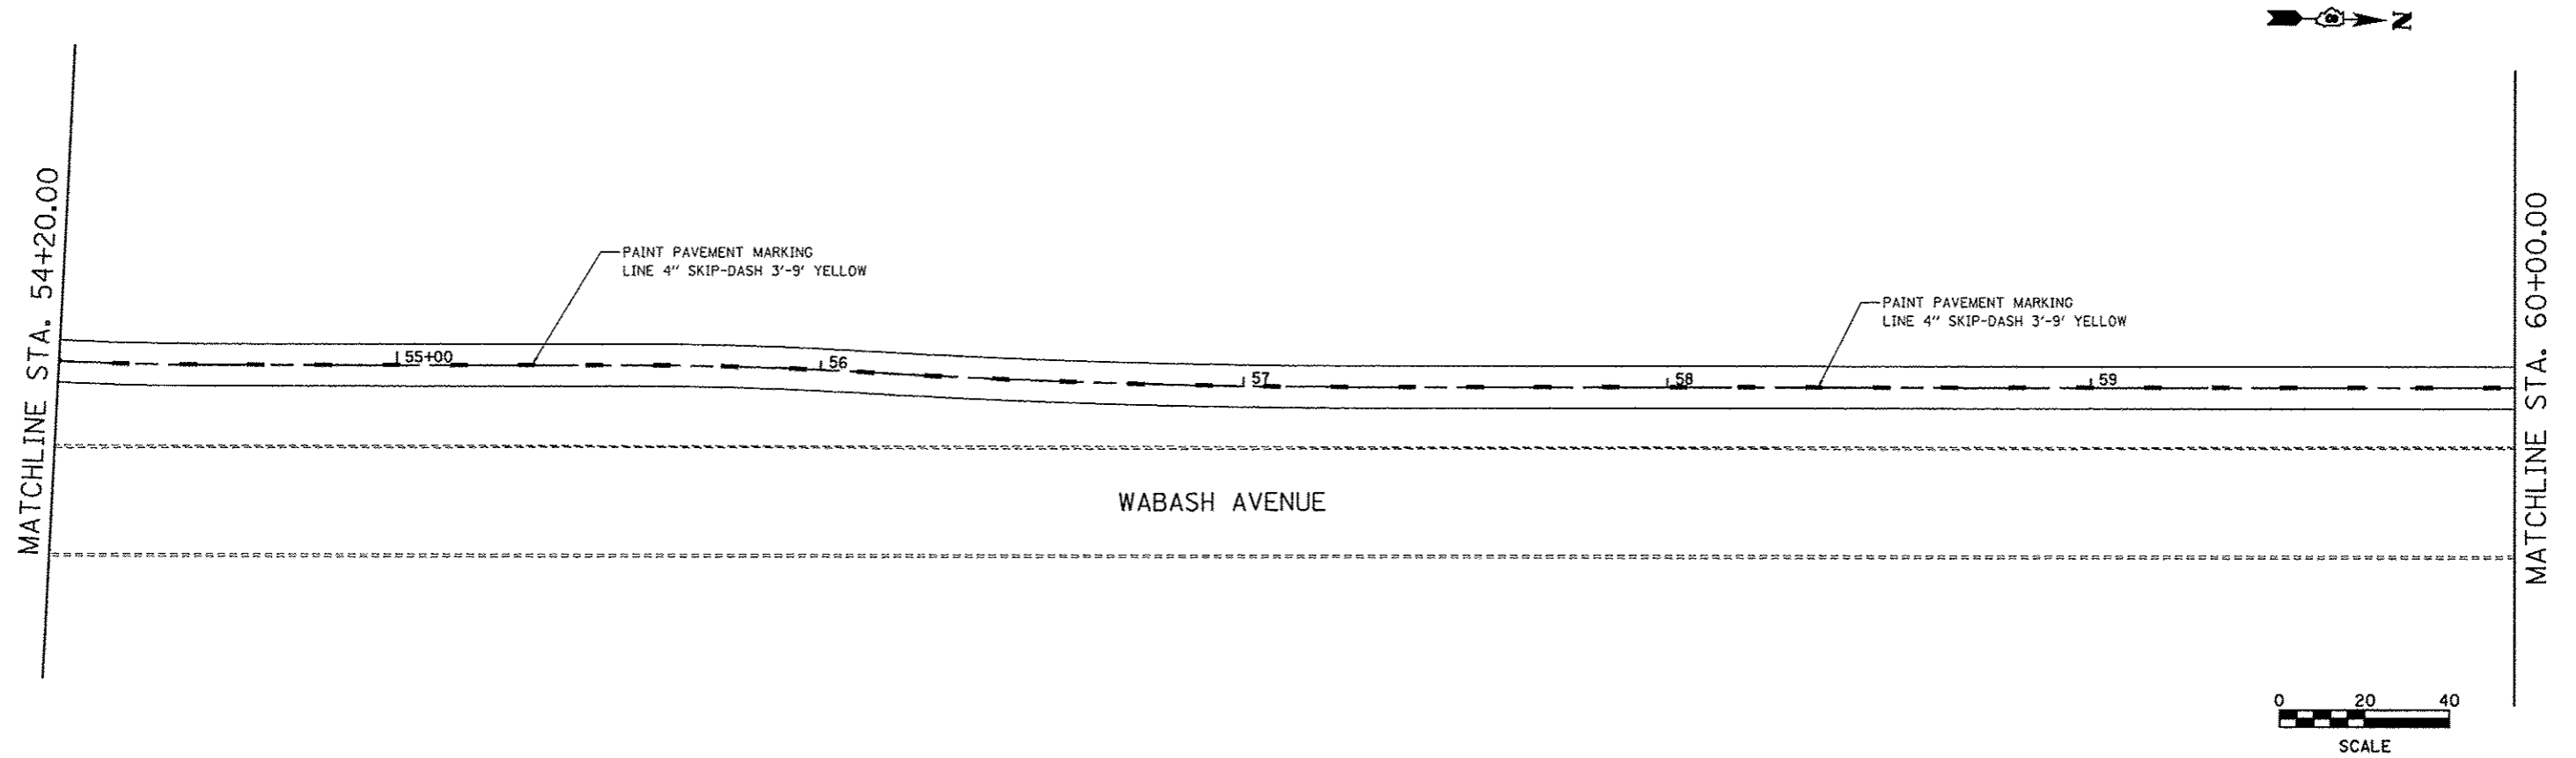 N
MATCHLINE STA. 54+20.00
PAINT PAVEMENT MARKING
LINE 4" SKIP-DASH 3'-9' YELLOW
PAINT PAVEMENT MARKING
LINE 4" SKIP-DASH 3'-9' YELLOW
55+00
56
57
58
59
MATCHLINE STA. 60+00.00
WABASH AVENUE
0 20 40
SCALE